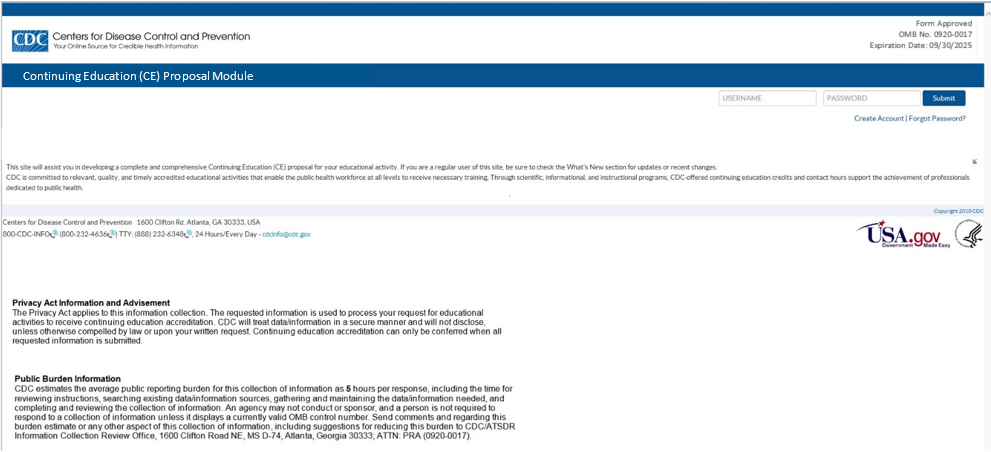 Form Approved
OMB No. 0920-0017
Expiration Date: 09/30/2025
CDC Centers for Disease Control and Prevention
Your Online Source for Credible Health Information
Continuing Education (CE) Proposal Module
USERNAME PASSWORD Submit
Create Account | Forgot Password?
This site will assist you in developing a complete and comprehensive Continuing Education (CE) proposal for your educational activity. If you are a regular user of this site, be sure to check the What's New section for updates or recent changes.
CDC is committed to relevant, quality, and timely accredited educational activities that enable the public health workforce at all levels to receive necessary training. Through scientific, informational, and instructional programs, CDC-offered continuing education credits and contact hours support the achievement of professionals
dedicated to public health.
Copyright 2010 CDC
Centers for Disease Control and Prevention 1600 Clifton Rd. Atlanta, GA 30333, USA
800-CDC-INFO (800-232-4636) TTY: (888) 232-6348, 24 Hours/Every Day - cdcinfo@cdc.gov
USA.gov
Government Made Easy
Privacy Act Information and Advisement
The Privacy Act applies to this information collection. The requested information is used to process your request for educational
activities to receive continuing education accreditation. CDC will treat data/information in a secure manner and will not disclose,
unless otherwise compelled by law or upon your written request. Continuing education accreditation can only be conferred when all
requested information is submitted.
Public Burden Information
CDC estimates the average public reporting burden for this collection of information as 5 hours per response, including the time for
reviewing instructions, searching existing data/information sources, gathering and maintaining the data/information needed, and
completing and reviewing the collection of information. An agency may not conduct or sponsor, and a person is not required to
respond to a collection of information unless it displays a currently valid OMB control number. Send comments and regarding this
burden estimate or any other aspect of this collection of information, including suggestions for reducing this burden to CDC/ATSDR
Information Collection Review Office, 1600 Clifton Road NE, MS D-74, Atlanta, Georgia 30333; ATTN: PRA (0920-0017).